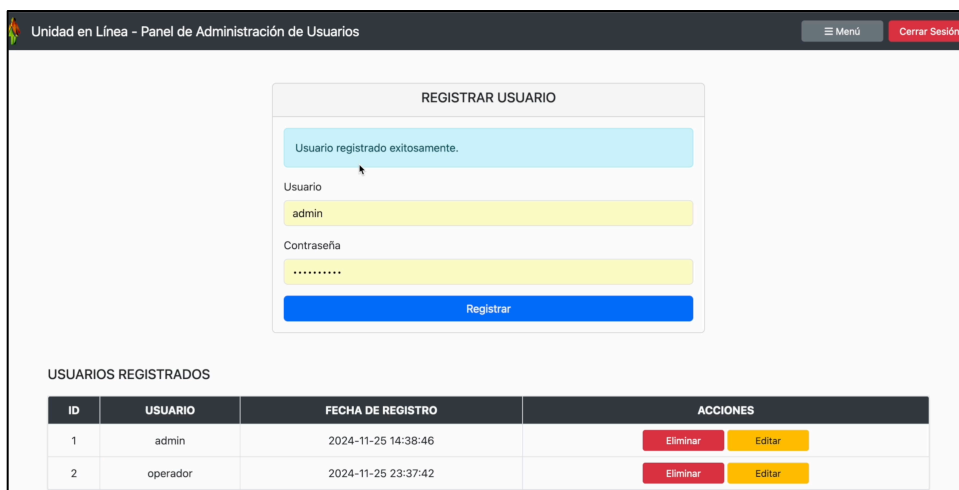 Unidad en Línea - Panel de Administración de Usuarios
☰ Menú
Cerrar Sesión
REGISTRAR USUARIO
Usuario registrado exitosamente.
Usuario
admin
Contraseña
••••••••••
Registrar
USUARIOS REGISTRADOS
ID USUARIO FECHA DE REGISTRO ACCIONES
1 admin 2024-11-25 14:38:46 Eliminar Editar
2 operador 2024-11-25 23:37:42 Eliminar Editar